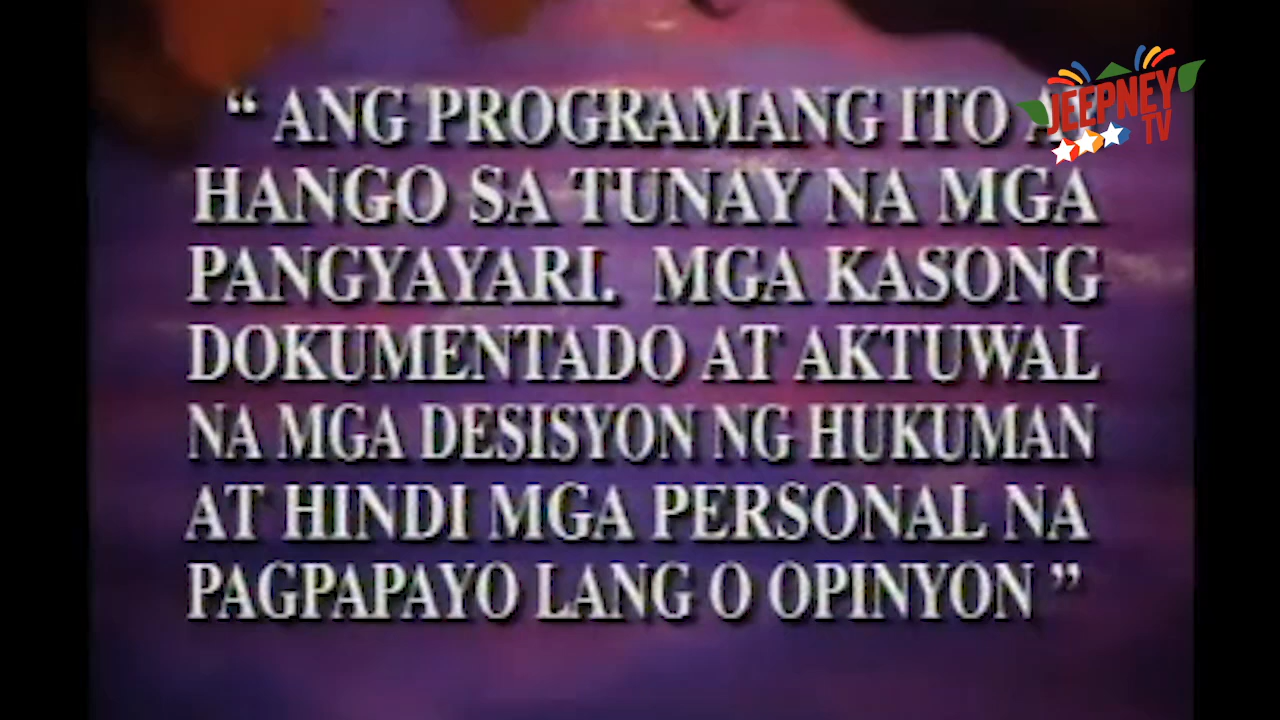 “ ANG PROGRAMANG ITO A
HANGO SA TUNAY NA MGA
PANGYAYARI. MGA KASONG
DOKUMENTADO AT AKTUWAL
NA MGA DESISYON NG HUKUMAN
AT HINDI MGA PERSONAL NA
PAGPAPAYO LANG O OPINYON ”
JEEPNEY
TV